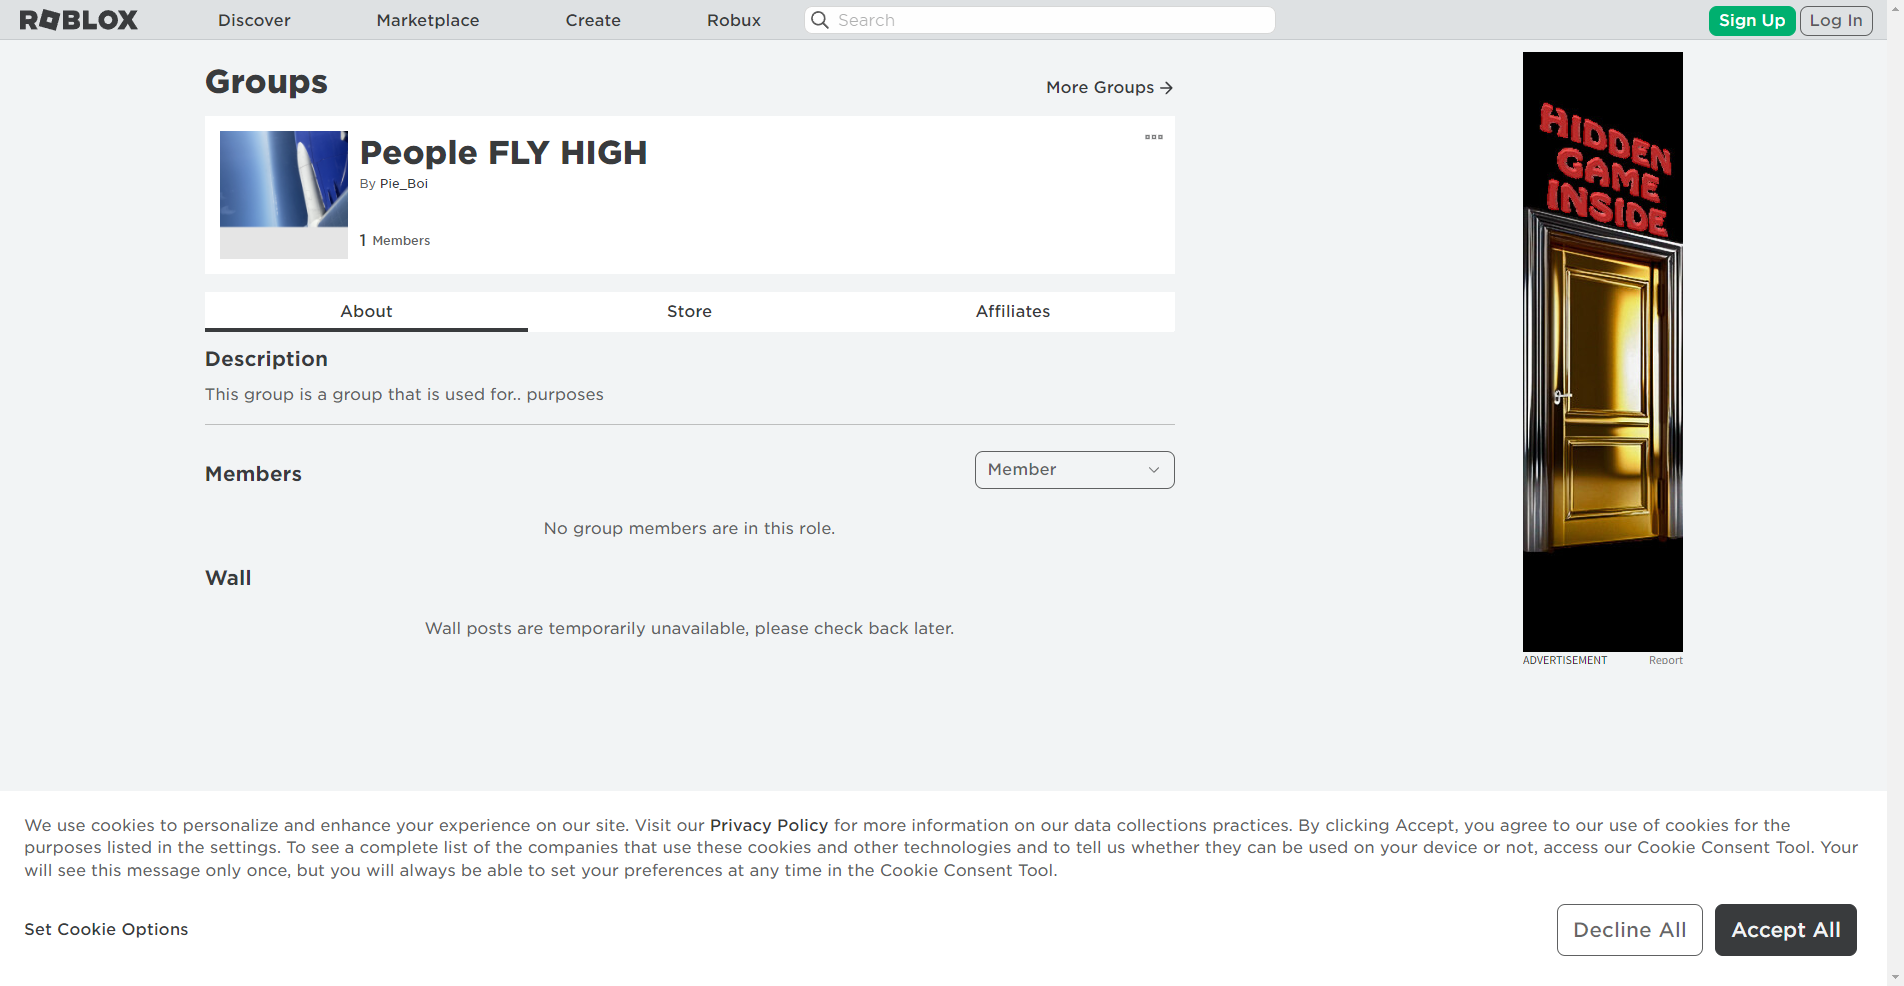 ROBLOX
Discover
Marketplace
Create
Robux
Search
Sign Up
Log In
Groups
More Groups
People FLY HIGH
By Pie_Boi
1 Members
About
Store
Affiliates
Description
This group is a group that is used for.. purposes
Members
Member
No group members are in this role.
Wall
Wall posts are temporarily unavailable, please check back later.
HIDDEN
GAME
INSIDE
ADVERTISEMENT
Report
We use cookies to personalize and enhance your experience on our site. Visit our Privacy Policy for more information on our data collections practices. By clicking Accept, you agree to our use of cookies for the
purposes listed in the settings. To see a complete list of the companies that use these cookies and other technologies and to tell us whether they can be used on your device or not, access our Cookie Consent Tool. Your
will see this message only once, but you will always be able to set your preferences at any time in the Cookie Consent Tool.
Set Cookie Options
Decline All
Accept All